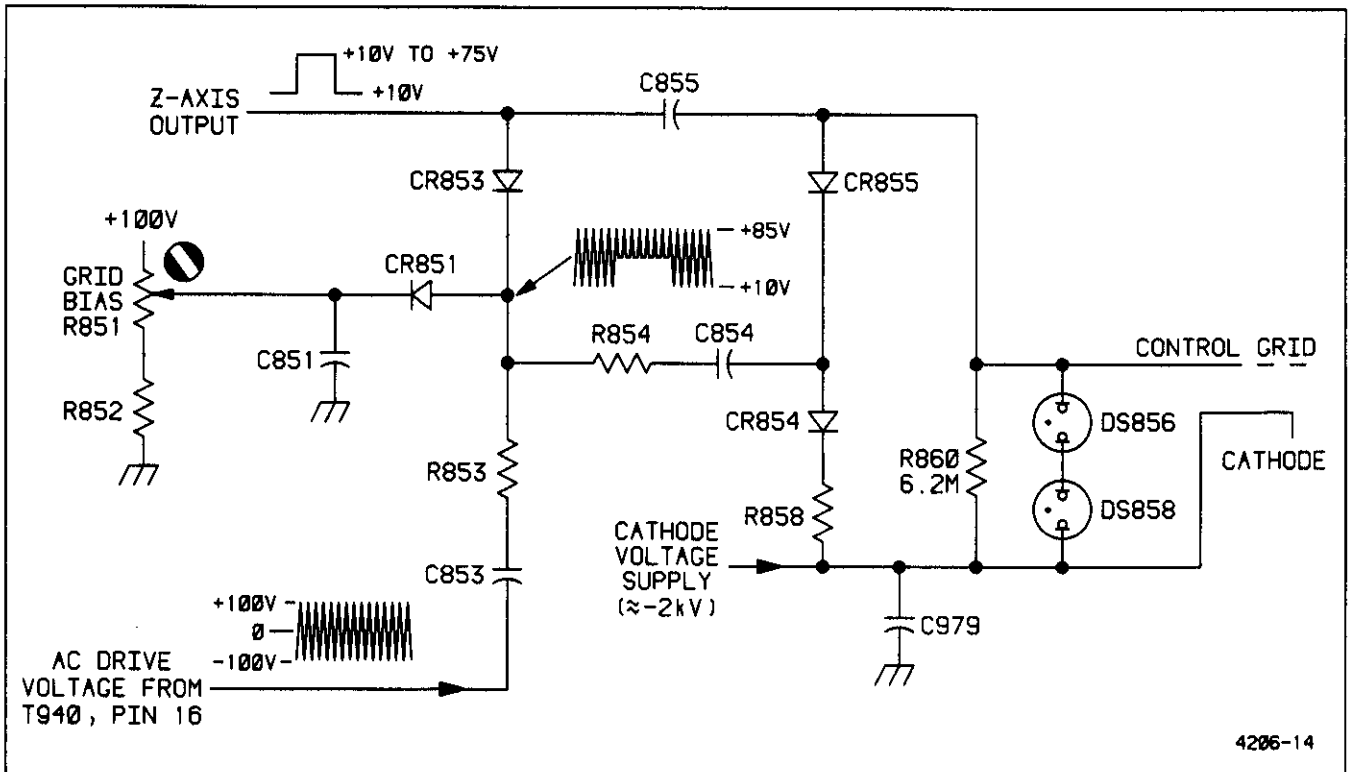 +10V TO +75V
+10V
Z-AXIS
OUTPUT
C855
CR853
CR855
+100V
GRID
BIAS
R851
CR851
+85V
+10V
C851
R854
C854
CONTROL GRID
R852
CR854
DS856
R853
R860
6.2M
CATHODE
R858
DS858
CATHODE
VOLTAGE
SUPPLY
(≈-2kV)
C853
C979
+100V
0
-100V
AC DRIVE
VOLTAGE FROM
T940, PIN 16
4206-14